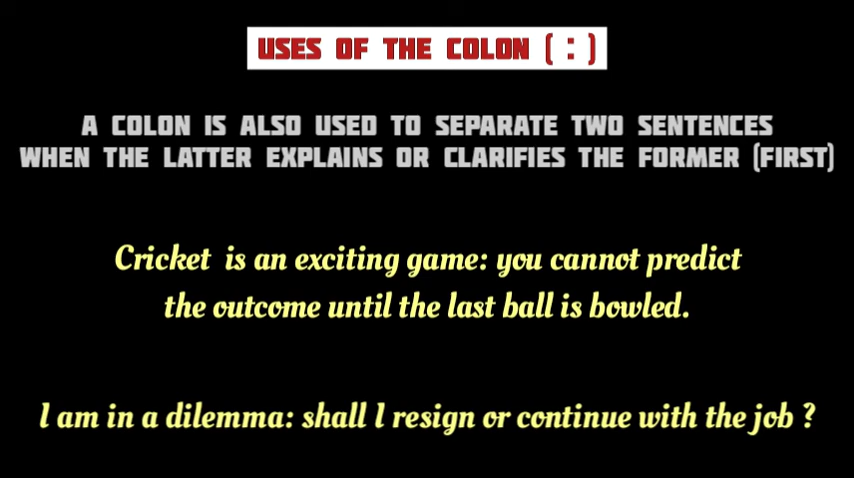 USES OF THE COLON ( : )
A COLON IS ALSO USED TO SEPARATE TWO SENTENCES
WHEN THE LATTER EXPLAINS OR CLARIFIES THE FORMER (FIRST)
Cricket is an exciting game: you cannot predict
the outcome until the last ball is bowled.
I am in a dilemma: shall I resign or continue with the job ?